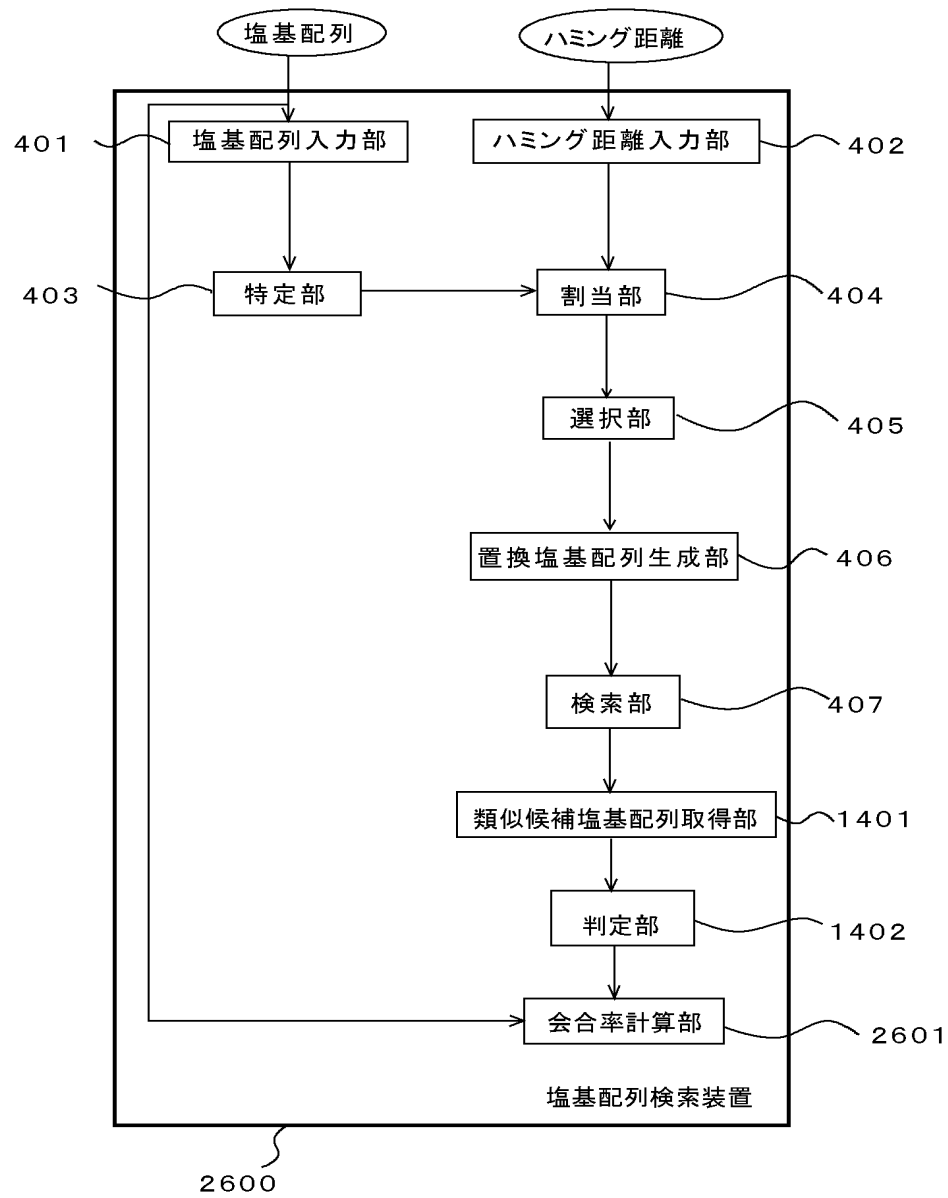 塩基配列
ハミング距離
401
塩基配列入力部
ハミング距離入力部
402
403
特定部
割当部
404
選択部
405
置換塩基配列生成部
406
検索部
407
類似候補塩基配列取得部
1401
判定部
1402
会合率計算部
2601
塩基配列検索装置
2600